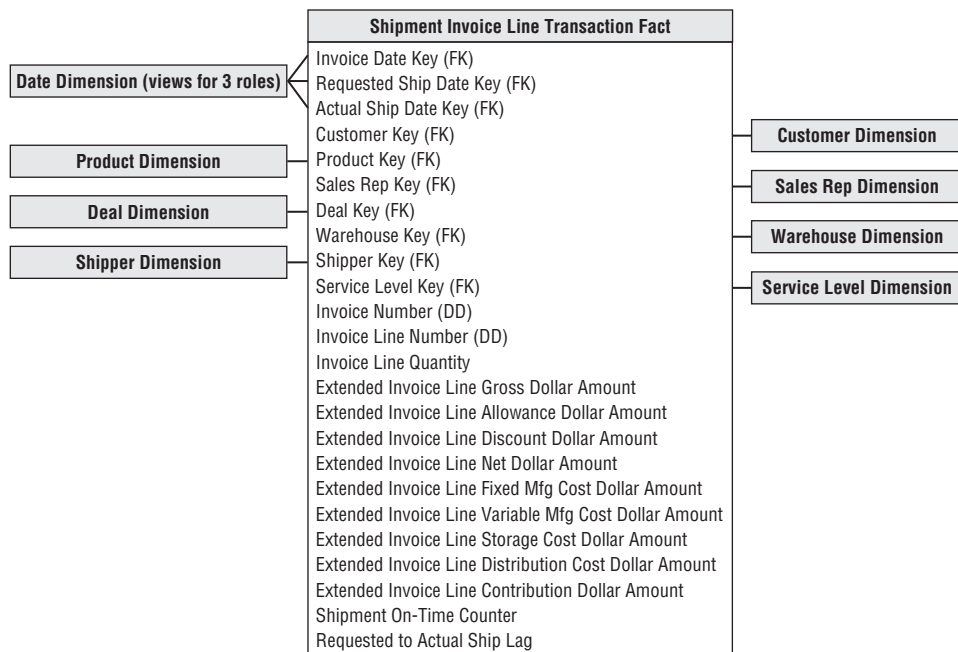 Shipment Invoice Line Transaction Fact
Date Dimension (views for 3 roles)
Product Dimension
Deal Dimension
Shipper Dimension
Invoice Date Key (FK)
Requested Ship Date Key (FK)
Actual Ship Date Key (FK)
Customer Key (FK)
Product Key (FK)
Sales Rep Key (FK)
Deal Key (FK)
Warehouse Key (FK)
Shipper Key (FK)
Service Level Key (FK)
Invoice Number (DD)
Invoice Line Number (DD)
Invoice Line Quantity
Extended Invoice Line Gross Dollar Amount
Extended Invoice Line Allowance Dollar Amount
Extended Invoice Line Discount Dollar Amount
Extended Invoice Line Net Dollar Amount
Extended Invoice Line Fixed Mfg Cost Dollar Amount
Extended Invoice Line Variable Mfg Cost Dollar Amount
Extended Invoice Line Storage Cost Dollar Amount
Extended Invoice Line Distribution Cost Dollar Amount
Extended Invoice Line Contribution Dollar Amount
Shipment On-Time Counter
Requested to Actual Ship Lag
Customer Dimension
Sales Rep Dimension
Warehouse Dimension
Service Level Dimension